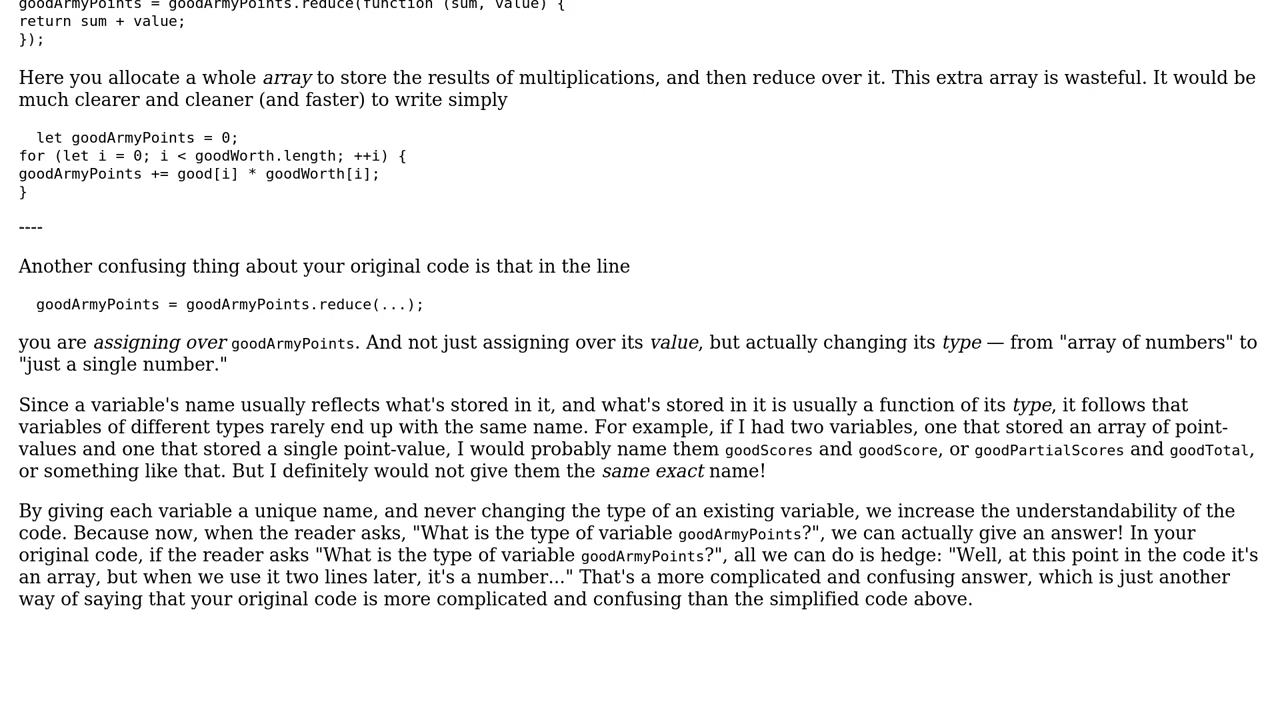 goodArmyPoints = goodArmyPoints.reduce(function (sum, value) {
return sum + value;
});
Here you allocate a whole array to store the results of multiplications, and then reduce over it. This extra array is wasteful. It would be
much clearer and cleaner (and faster) to write simply
let goodArmyPoints = 0;
for (let i = 0; i < goodWorth.length; ++i) {
goodArmyPoints += good[i] * goodWorth[i];
}
----
Another confusing thing about your original code is that in the line
goodArmyPoints = goodArmyPoints.reduce(...);
you are assigning over goodArmyPoints. And not just assigning over its value, but actually changing its type — from "array of numbers" to
"just a single number."
Since a variable's name usually reflects what's stored in it, and what's stored in it is usually a function of its type, it follows that
variables of different types rarely end up with the same name. For example, if I had two variables, one that stored an array of point-
values and one that stored a single point-value, I would probably name them goodScores and goodScore, or goodPartialScores and goodTotal,
or something like that. But I definitely would not give them the same exact name!
By giving each variable a unique name, and never changing the type of an existing variable, we increase the understandability of the
code. Because now, when the reader asks, "What is the type of variable goodArmyPoints?", we can actually give an answer! In your
original code, if the reader asks "What is the type of variable goodArmyPoints?", all we can do is hedge: "Well, at this point in the code it's
an array, but when we use it two lines later, it's a number..." That's a more complicated and confusing answer, which is just another
way of saying that your original code is more complicated and confusing than the simplified code above.